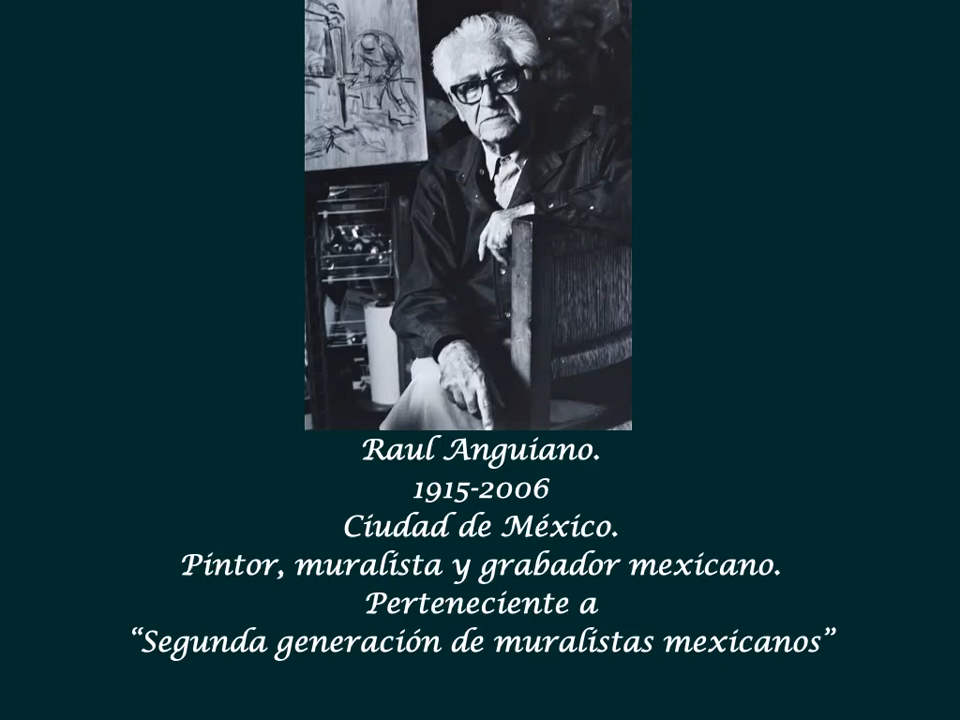 Raul Anguiano.
1915-2006
Ciudad de México.
Pintor, muralista y grabador mexicano.
Perteneciente a
“Segunda generación de muralistas mexicanos”